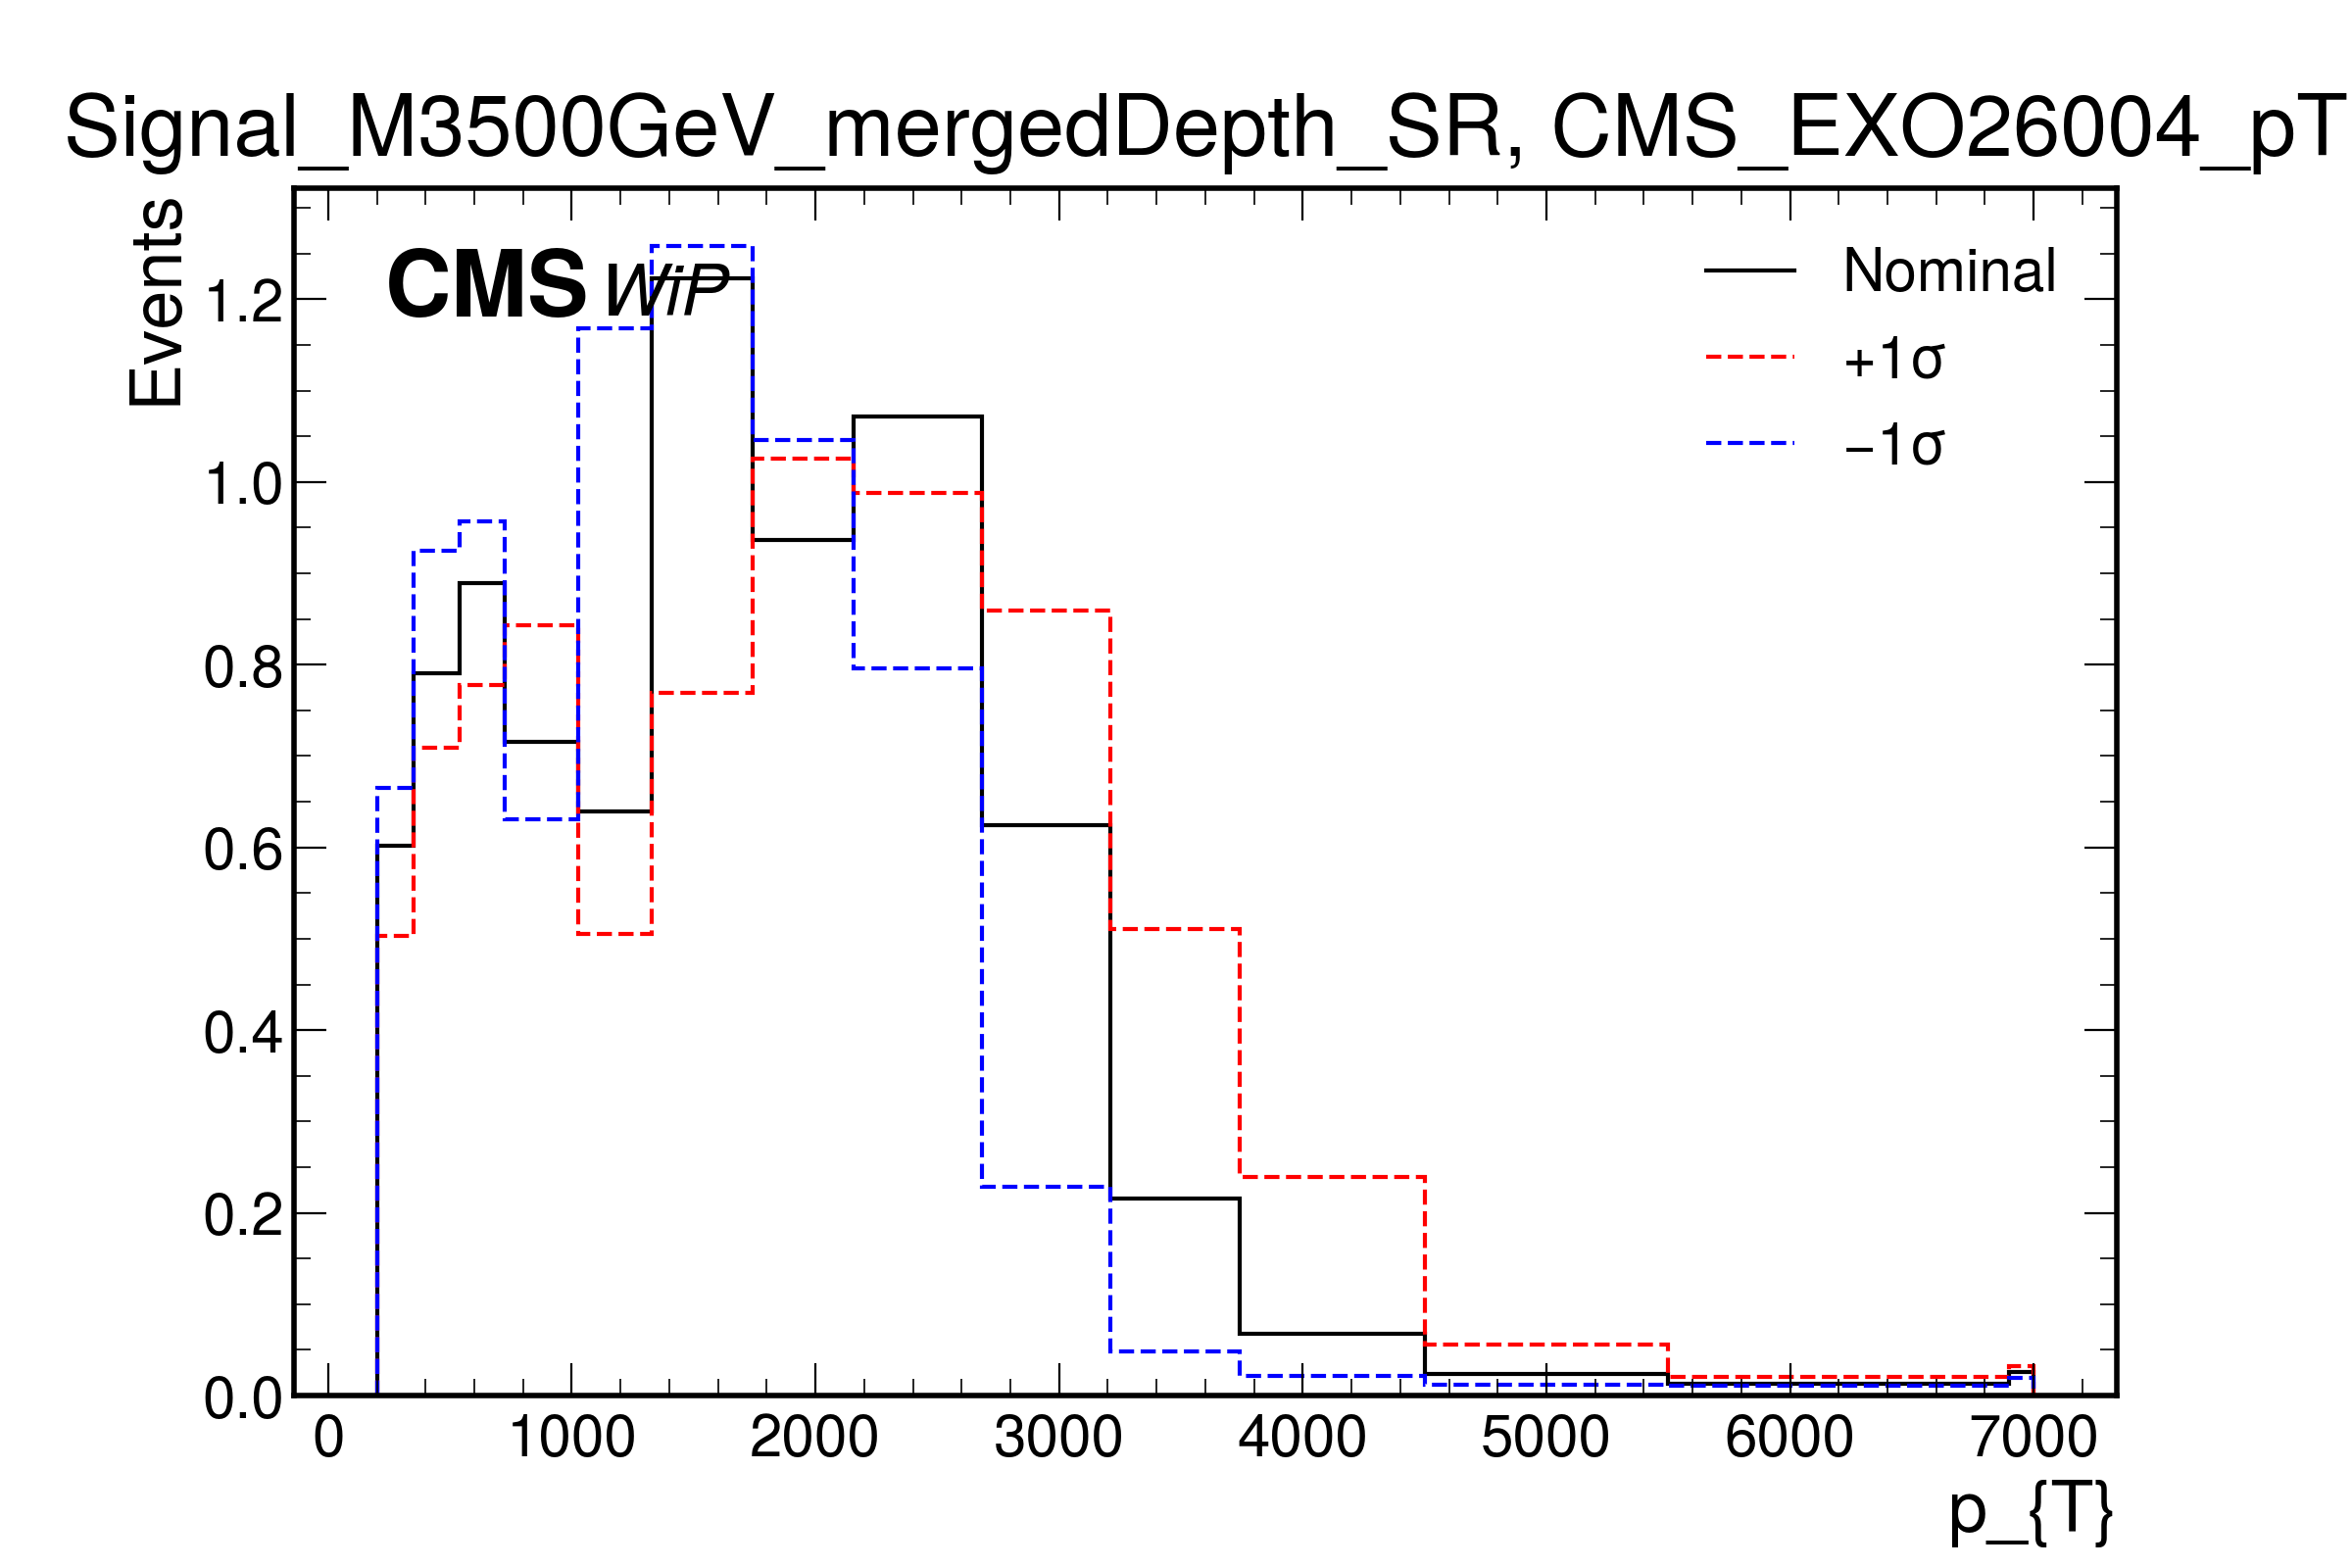 Signal_M3500GeV_mergedDepth_SR, CMS_EXO26004_pT
Events
CMS WiP
Nominal
+1σ
−1σ
1.2
1.0
0.8
0.6
0.4
0.2
0.0
0 1000 2000 3000 4000 5000 6000 7000
p_{T}